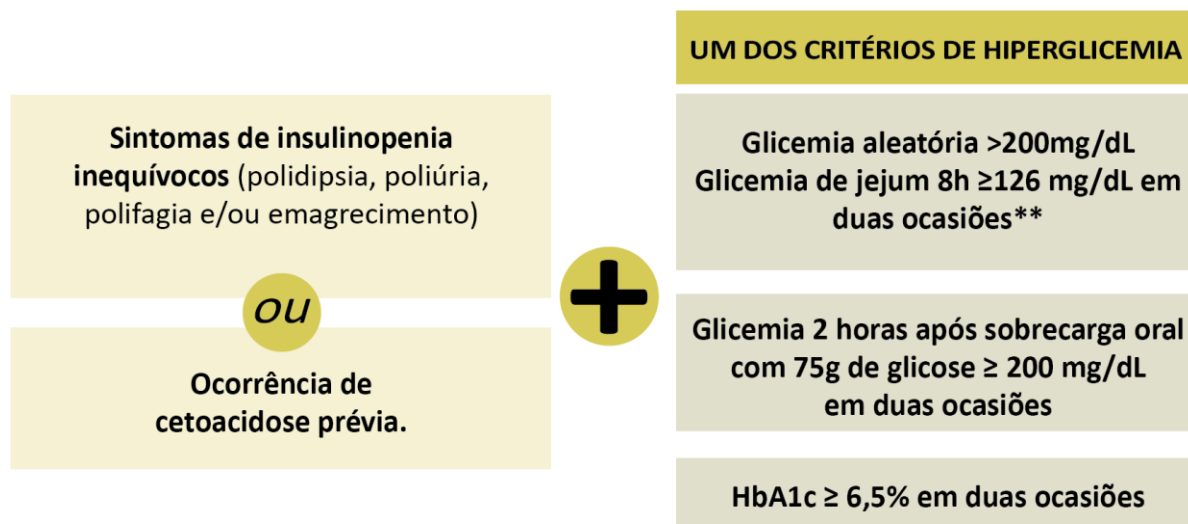 Sintomas de insulinopenia
inequívocos (polidipsia, poliúria,
polifagia e/ou emagrecimento)
ou
Ocorrência de
cetoacidose prévia.
+
UM DOS CRITÉRIOS DE HIPERGLICEMIA
Glicemia aleatória >200mg/dL
Glicemia de jejum 8h ≥126 mg/dL em
duas ocasiões**
Glicemia 2 horas após sobrecarga oral
com 75g de glicose ≥ 200 mg/dL
em duas ocasiões
HbA1c ≥ 6,5% em duas ocasiões